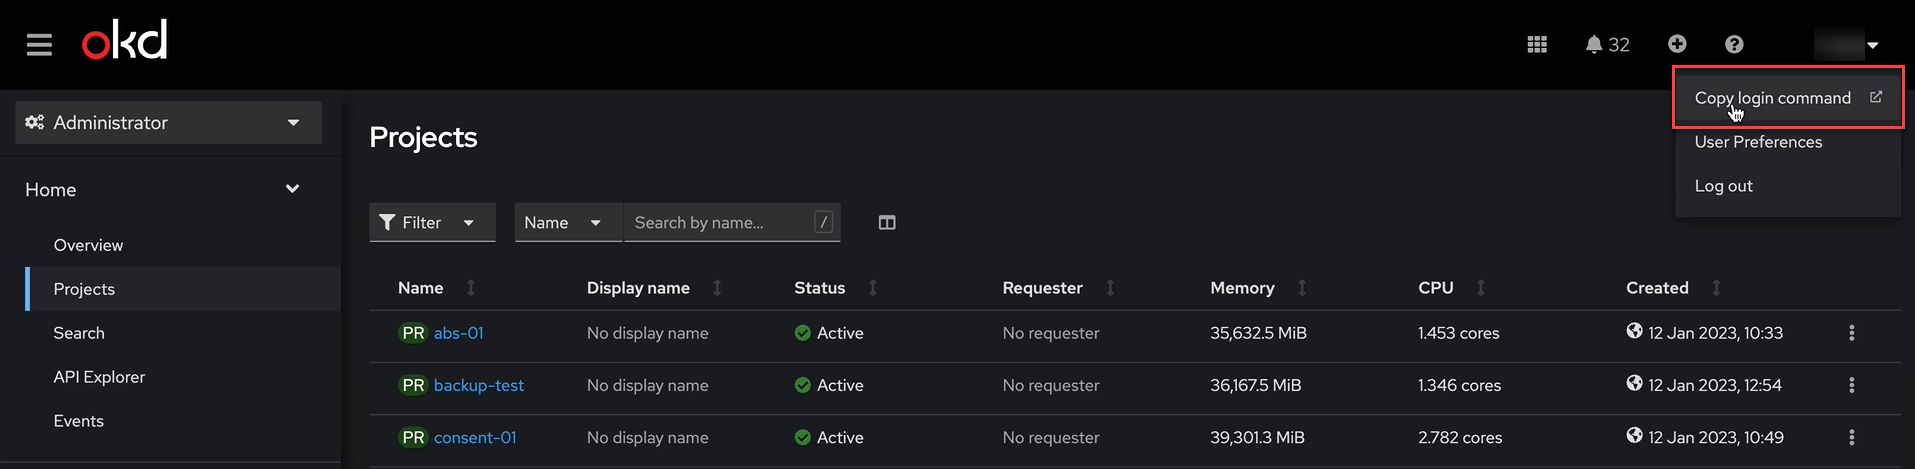 okd
32
Copy login command
User Preferences
Log out
Administrator
Home
Overview
Projects
Search
API Explorer
Events
Projects
Filter Name Search by name... /
Name Display name Status Requester Memory CPU Created
PR abs-01 No display name Active No requester 35,632.5 MiB 1.453 cores 12 Jan 2023, 10:33
PR backup-test No display name Active No requester 36,167.5 MiB 1.346 cores 12 Jan 2023, 12:54
PR consent-01 No display name Active No requester 39,301.3 MiB 2.782 cores 12 Jan 2023, 10:49